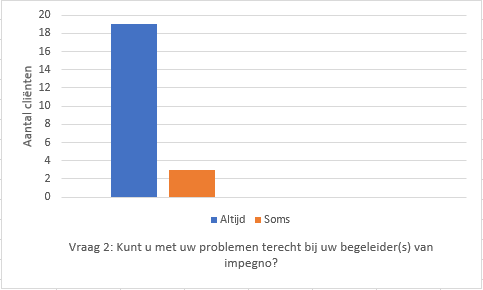 20
18
16
14
12
10
8
6
4
2
0
Aantal cliënten
Altijd Soms
Vraag 2: Kunt u met uw problemen terecht bij uw begeleider(s) van
impegno?